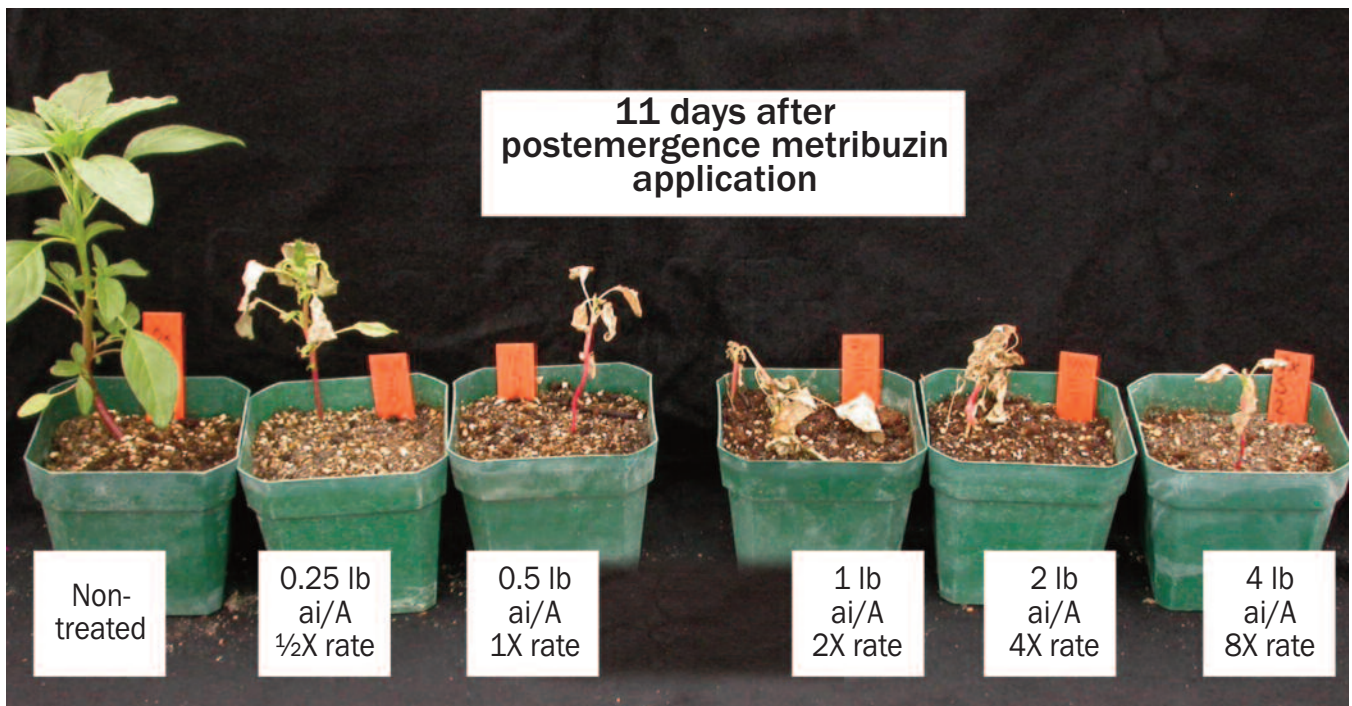 11 days after
postemergence metribuzin
application
Non-
treated
0.25 lb
ai/A
½X rate
0.5 lb
ai/A
1X rate
1 lb
ai/A
2X rate
2 lb
ai/A
4X rate
4 lb
ai/A
8X rate